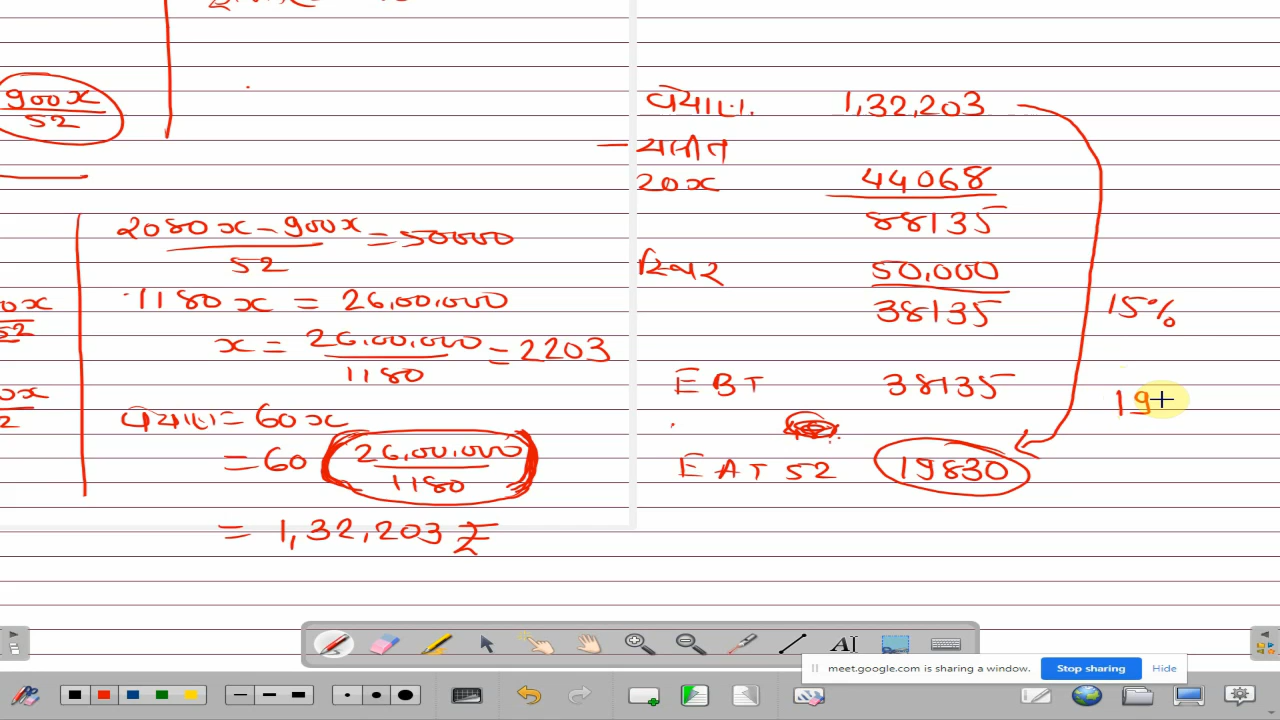 900x
52
2080x - 900x = 50000
52
1180x = 26,00,000
x = 26,00,000 = 2203
1180
વેચાણ = 60x
= 60 26,00,000
1180
= 1,32,203 ₹
વેચાણ. 1,32,203
- ચલીત
20x 44068
88135
સ્થિર 50,000
38135
15%
EBT 38135
19
EAT 52 19830
meet.google.com is sharing a window. Stop sharing Hide